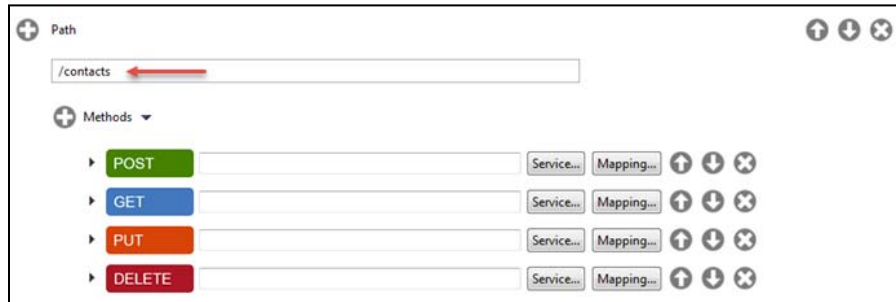 Path
/contacts
Methods
POST Service... Mapping...
GET Service... Mapping...
PUT Service... Mapping...
DELETE Service... Mapping...